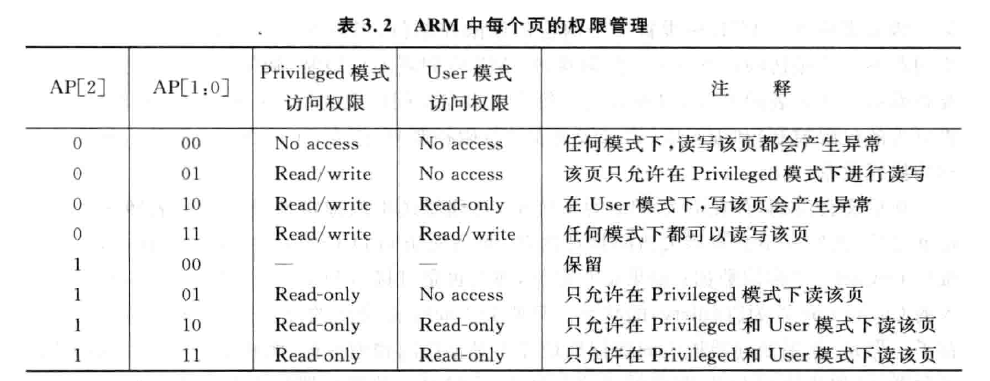 表 3.2 ARM 中每个页的权限管理
AP[2] AP[1:0] Privileged 模式访问权限 User 模式访问权限 注 释
0 00 No access No access 任何模式下,读写该页都会产生异常
0 01 Read/write No access 该页只允许在 Privileged 模式下进行读写
0 10 Read/write Read-only 在 User 模式下,写该页会产生异常
0 11 Read/write Read/write 任何模式下都可以读写该页
1 00 — — 保留
1 01 Read-only No access 只允许在 Privileged 模式下读该页
1 10 Read-only Read-only 只允许在 Privileged 和 User 模式下读该页
1 11 Read-only Read-only 只允许在 Privileged 和 User 模式下读该页